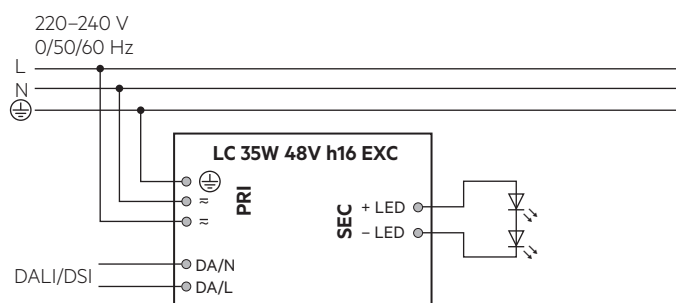 220–240 V
0/50/60 Hz
L
N
LC 35W 48V h16 EXC
PRI
≂
≂
SEC
+ LED
– LED
DALI/DSI
DA/N
DA/L